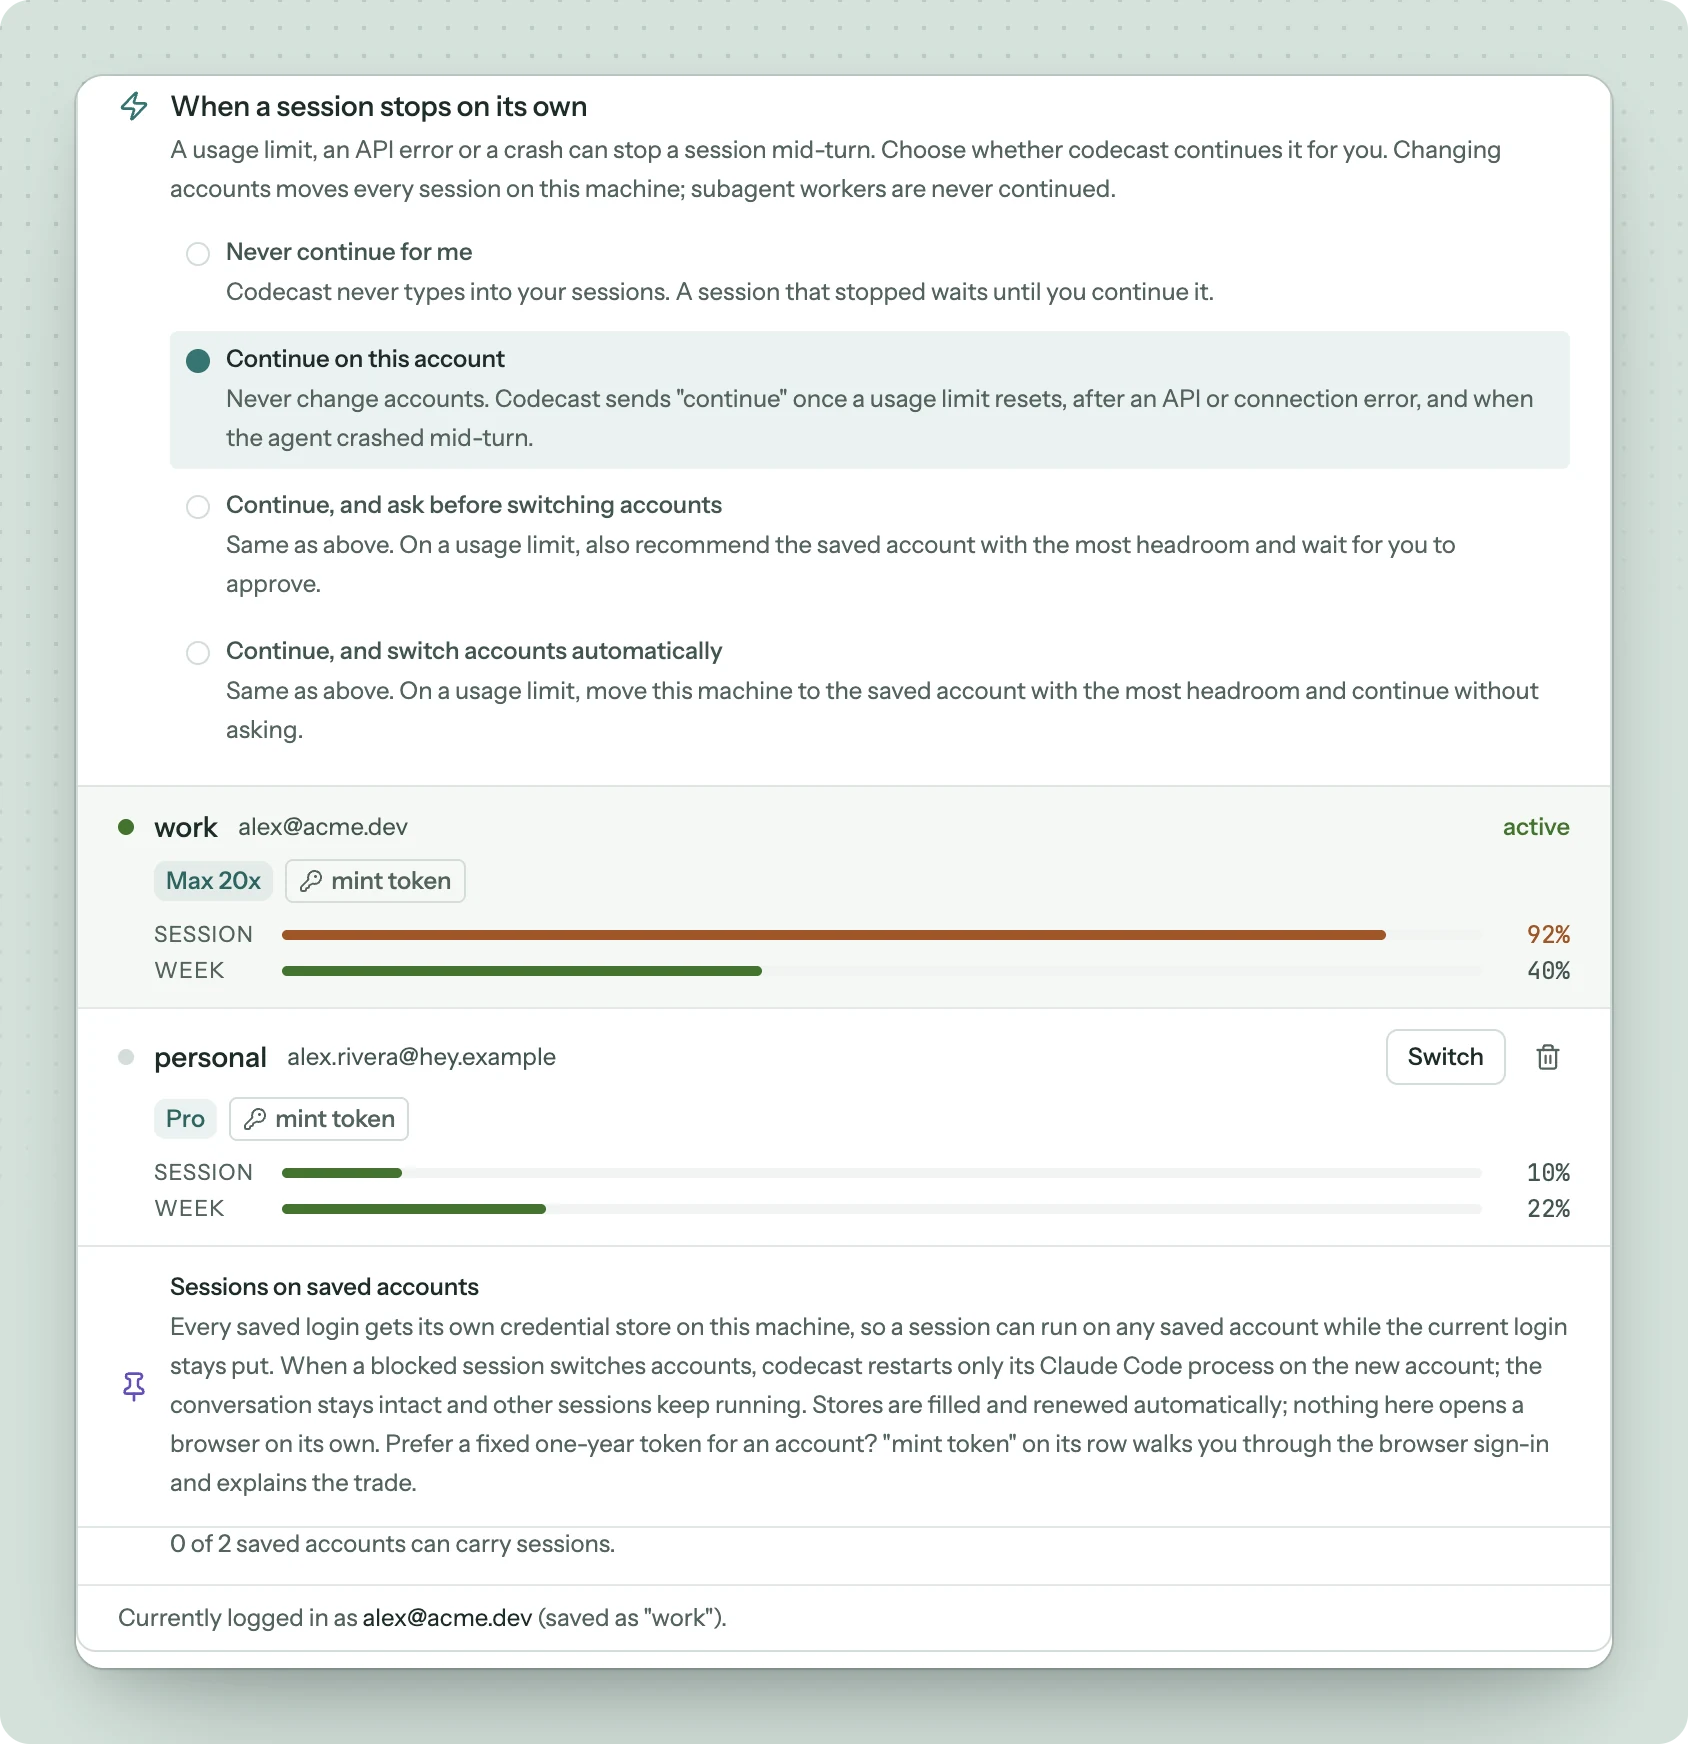 When a session stops on its own
A usage limit, an API error or a crash can stop a session mid-turn. Choose whether codecast continues it for you. Changing
accounts moves every session on this machine; subagent workers are never continued.
Never continue for me
Codecast never types into your sessions. A session that stopped waits until you continue it.
Continue on this account
Never change accounts. Codecast sends "continue" once a usage limit resets, after an API or connection error, and when
the agent crashed mid-turn.
Continue, and ask before switching accounts
Same as above. On a usage limit, also recommend the saved account with the most headroom and wait for you to
approve.
Continue, and switch accounts automatically
Same as above. On a usage limit, move this machine to the saved account with the most headroom and continue without
asking.
work alex@acme.dev active
Max 20x mint token
SESSION 92%
WEEK 40%
personal alex.rivera@hey.example Switch
Pro mint token
SESSION 10%
WEEK 22%
Sessions on saved accounts
Every saved login gets its own credential store on this machine, so a session can run on any saved account while the current login
stays put. When a blocked session switches accounts, codecast restarts only its Claude Code process on the new account; the
conversation stays intact and other sessions keep running. Stores are filled and renewed automatically; nothing here opens a
browser on its own. Prefer a fixed one-year token for an account? "mint token" on its row walks you through the browser sign-in
and explains the trade.
0 of 2 saved accounts can carry sessions.
Currently logged in as alex@acme.dev (saved as "work").